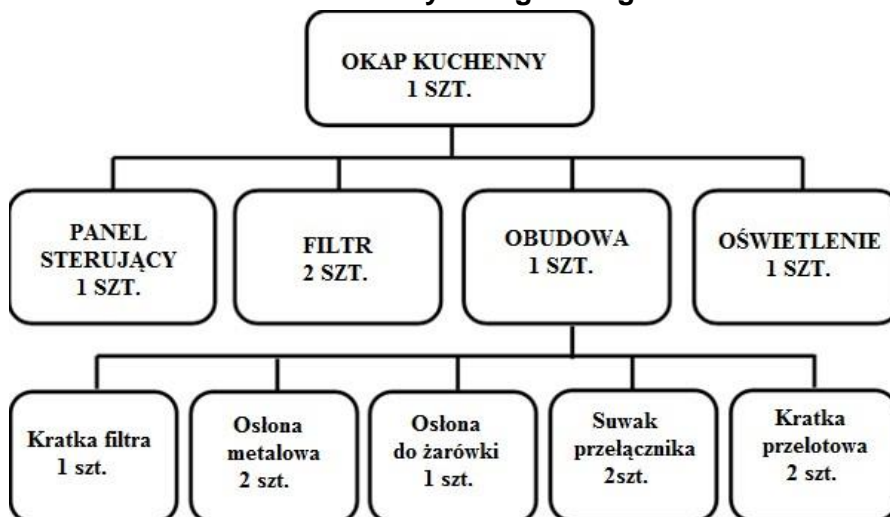 OKAP KUCHENNY
1 SZT.
PANEL
STERUJĄCY
1 SZT.
FILTR
2 SZT.
OBUDOWA
1 SZT.
OŚWIETLENIE
1 SZT.
Kratka filtra
1 szt.
Osłona
metalowa
2 szt.
Osłona
do żarówki
1 szt.
Suwak
przełącznika
2szt.
Kratka
przelotowa
2 szt.